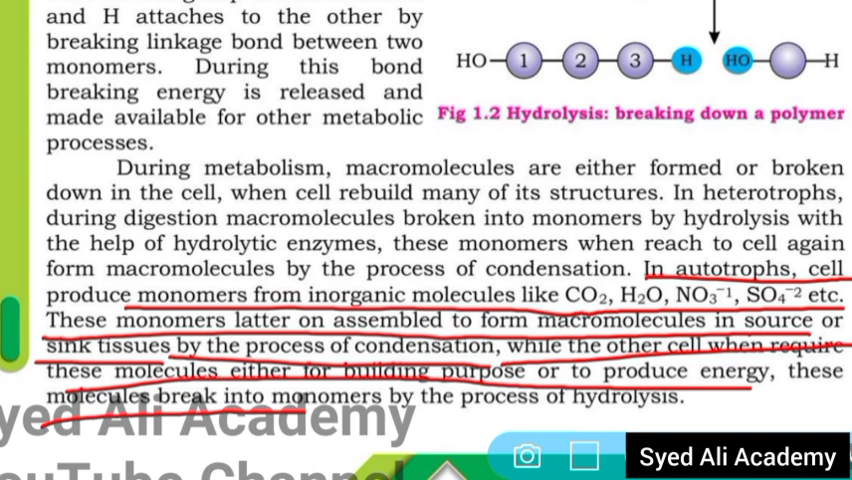 and H attaches to the other by
breaking linkage bond between two
monomers. During this bond
breaking energy is released and
made available for other metabolic
processes.
HO 1 2 3 H HO H
Fig 1.2 Hydrolysis: breaking down a polymer
During metabolism, macromolecules are either formed or broken
down in the cell, when cell rebuild many of its structures. In heterotrophs,
during digestion macromolecules broken into monomers by hydrolysis with
the help of hydrolytic enzymes, these monomers when reach to cell again
form macromolecules by the process of condensation. In autotrophs, cell
produce monomers from inorganic molecules like CO₂, H₂O, NO₃⁻¹, SO₄⁻² etc.
These monomers latter on assembled to form macromolecules in source or
sink tissues by the process of condensation, while the other cell when require
these molecules either for building purpose or to produce energy, these
molecules break into monomers by the process of hydrolysis.
yed Ali Academy
Syed Ali Academy